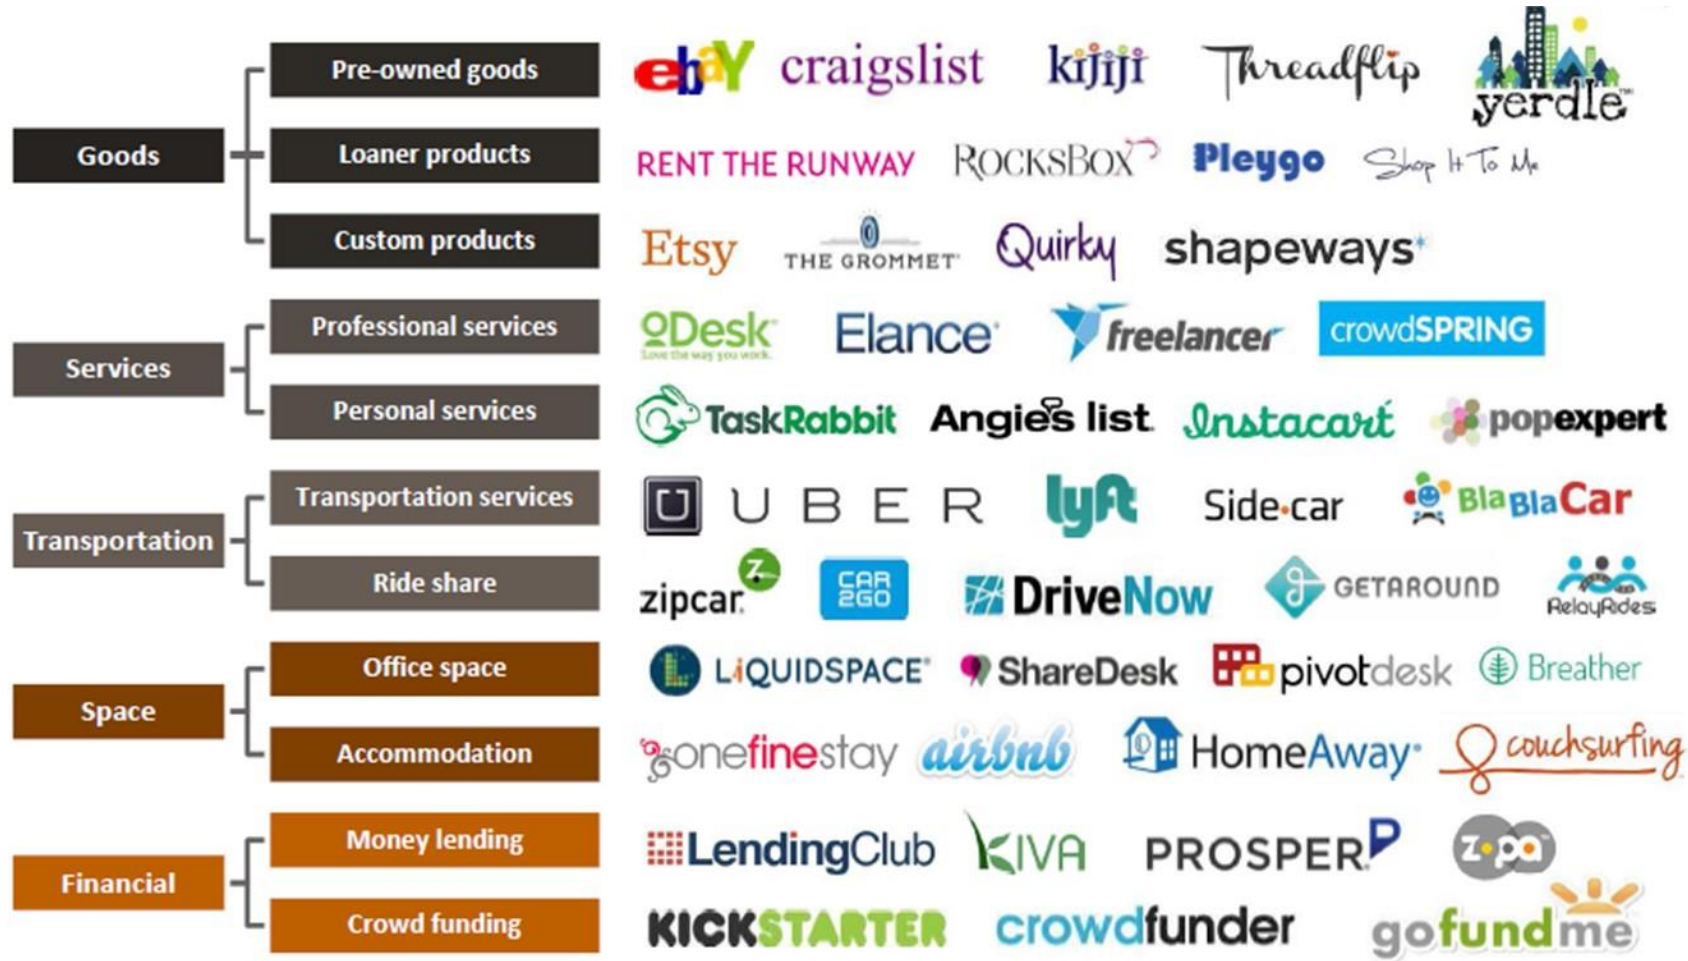 Goods
Pre-owned goods
ebaY craigslist kijiji Threadflip yerdle™
Loaner products
RENT THE RUNWAY ROCKSBOX Pleygo Shop It To Me
Custom products
Etsy THE GROMMET Quirky shapeways*
Services
Professional services
oDesk Elance freelancer crowdSPRING
Love the way you work.
Personal services
TaskRabbit Angie's list Instacart popexpert
Transportation
Transportation services
U UBER lyft Side.car BlaBlaCar
Ride share
zipcar. Z CAR2GO DriveNow g GETAROUND RelayRides
Space
Office space
L LiQUIDSPACE ShareDesk pivotdesk Breather
Accommodation
onefinestay airbnb HomeAway couchsurfing
Financial
Money lending
LendingClub KIVA PROSPER P zopa
Crowd funding
KICKSTARTER crowdfunder gofundme